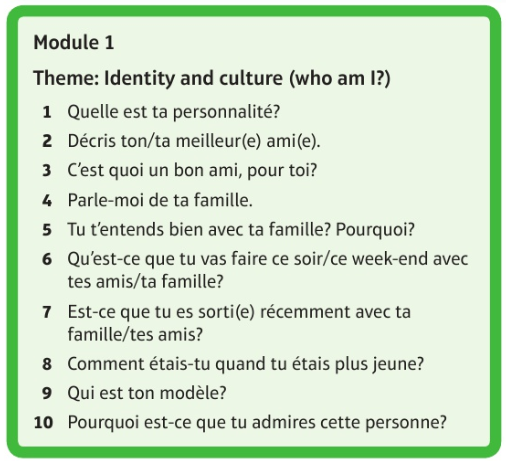 Module 1
Theme: Identity and culture (who am I?)
1 Quelle est ta personnalité?
2 Décris ton/ta meilleur(e) ami(e).
3 C'est quoi un bon ami, pour toi?
4 Parle-moi de ta famille.
5 Tu t'entends bien avec ta famille? Pourquoi?
6 Qu'est-ce que tu vas faire ce soir/ce week-end avec
tes amis/ta famille?
7 Est-ce que tu es sorti(e) récemment avec ta
famille/tes amis?
8 Comment étais-tu quand tu étais plus jeune?
9 Qui est ton modèle?
10 Pourquoi est-ce que tu admires cette personne?